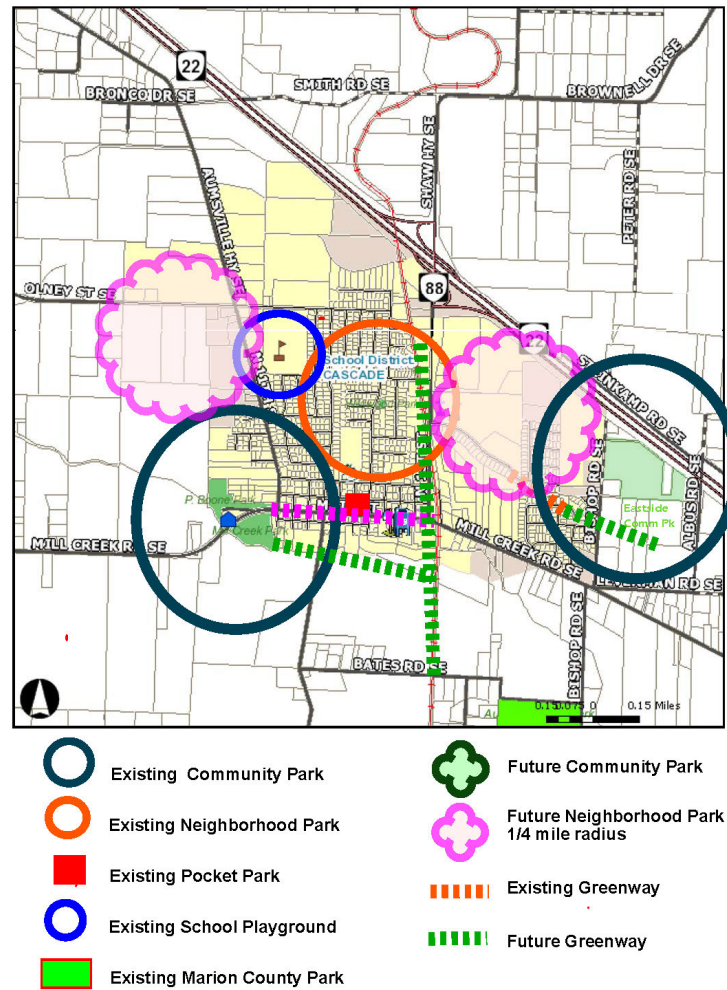 22
SMITH RD SE
BRONCO DR SE
BROWNELL DR SE
AUMSVILLE HY SE
SHAW HY SE
PETER RD SE
OLNEY ST SE
88
22
STEINKAMP RD SE
School District
CASCADE
P. Boone Park
Mill Creek Park
MILL CREEK RD SE
MILL CREEK RD SE
BISHOP RD SE
ALBUS RD SE
Eastside
Comm Pk
BATES RD SE
BISHOP RD SE
0.15 Miles
Existing Community Park
Future Community Park
Existing Neighborhood Park
Future Neighborhood Park
1/4 mile radius
Existing Pocket Park
Existing Greenway
Existing School Playground
Future Greenway
Existing Marion County Park